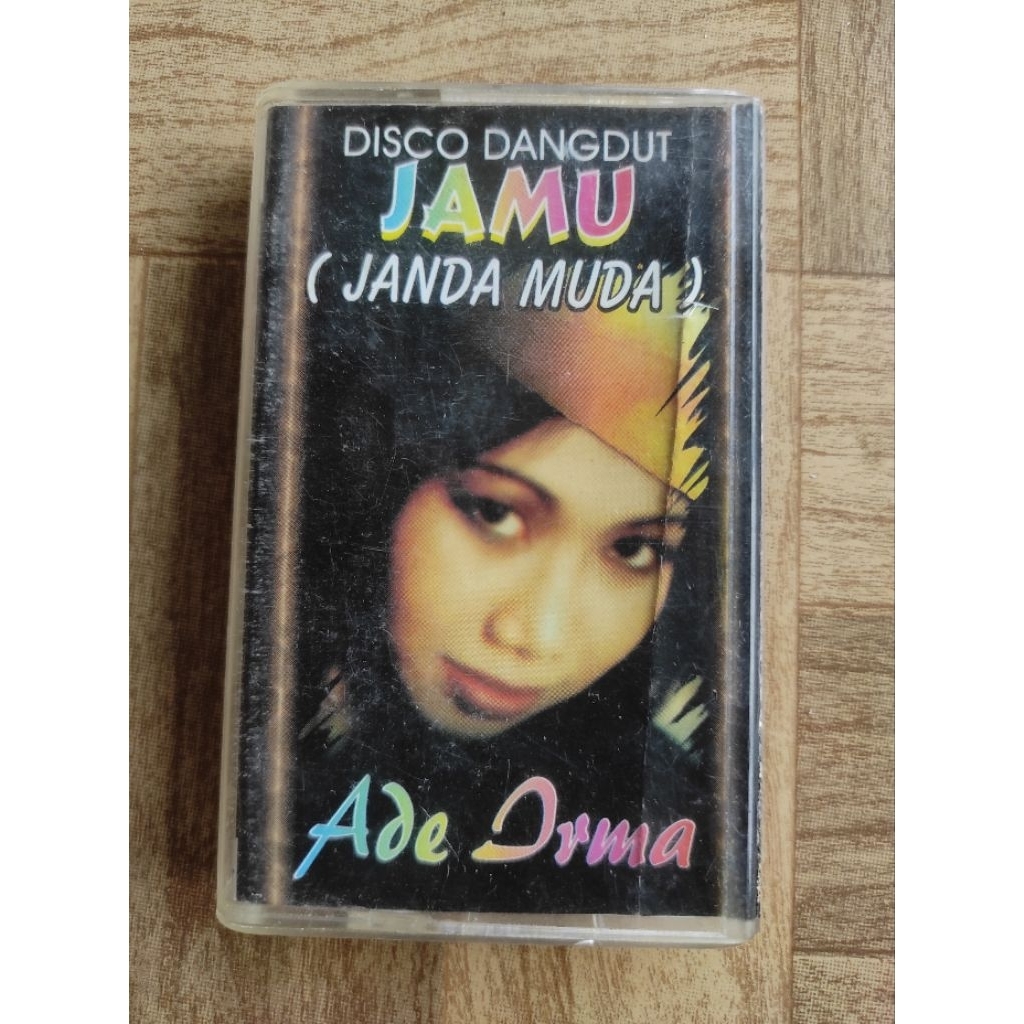 DISCO DANGDUT
JAMU
( JANDA MUDA )
Ade Irma